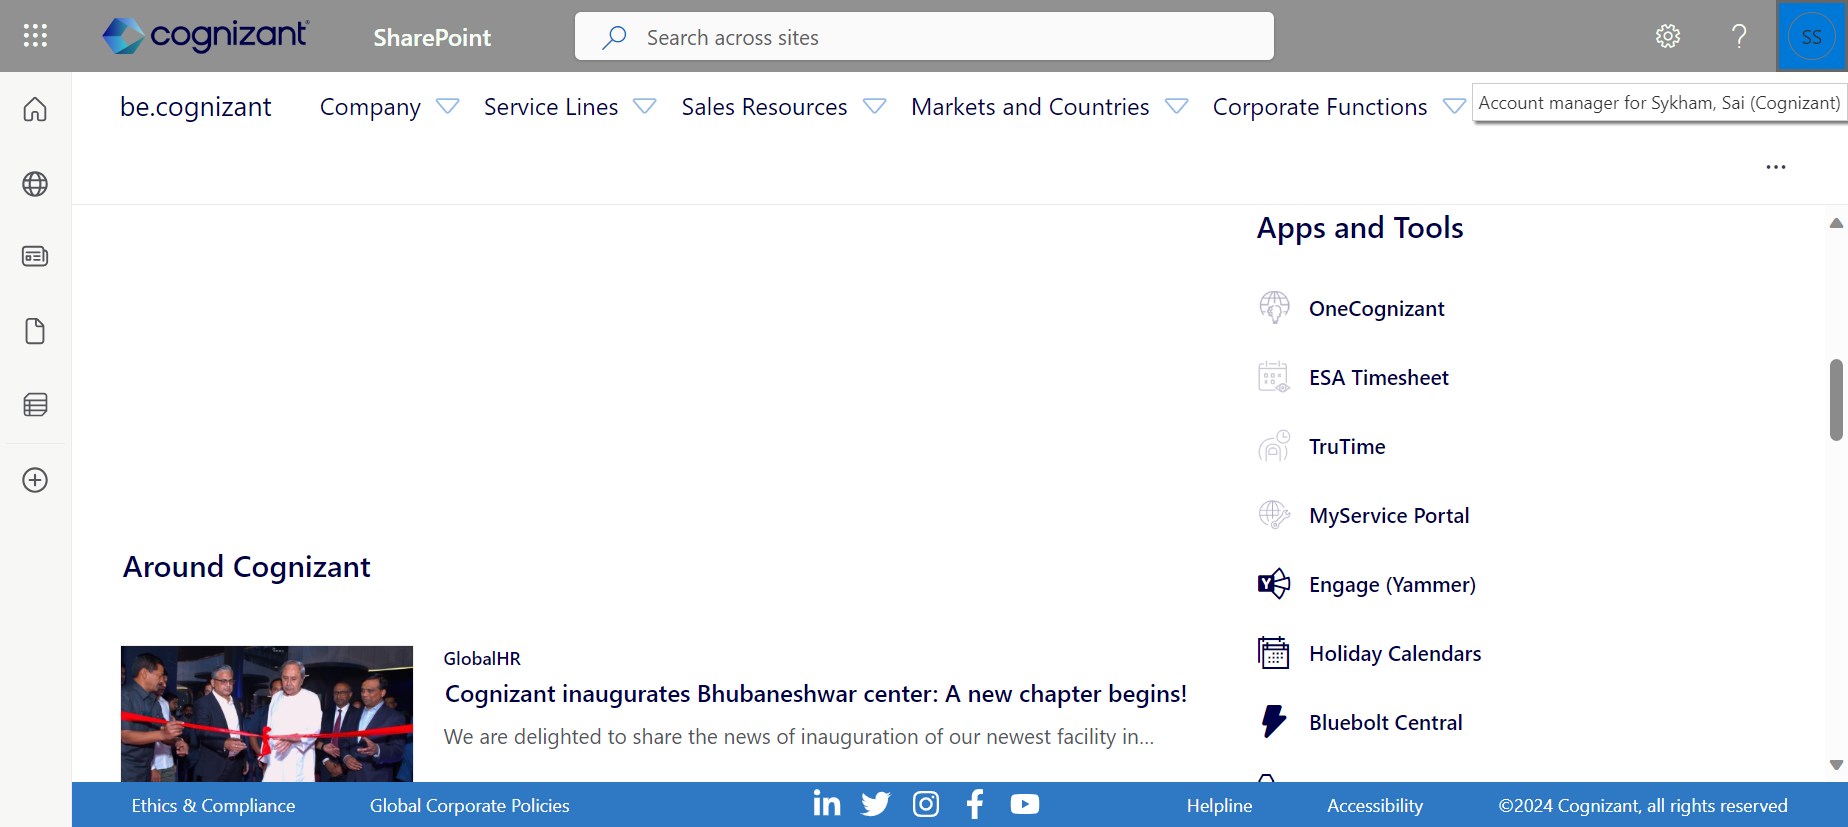 cognizant
SharePoint
Search across sites
SS
be.cognizant
Company
Service Lines
Sales Resources
Markets and Countries
Corporate Functions
Account manager for Sykham, Sai (Cognizant)
...
Apps and Tools
OneCognizant
ESA Timesheet
TruTime
MyService Portal
Engage (Yammer)
Holiday Calendars
Bluebolt Central
Around Cognizant
GlobalHR
Cognizant inaugurates Bhubaneshwar center: A new chapter begins!
We are delighted to share the news of inauguration of our newest facility in...
Ethics & Compliance
Global Corporate Policies
Helpline
Accessibility
©2024 Cognizant, all rights reserved